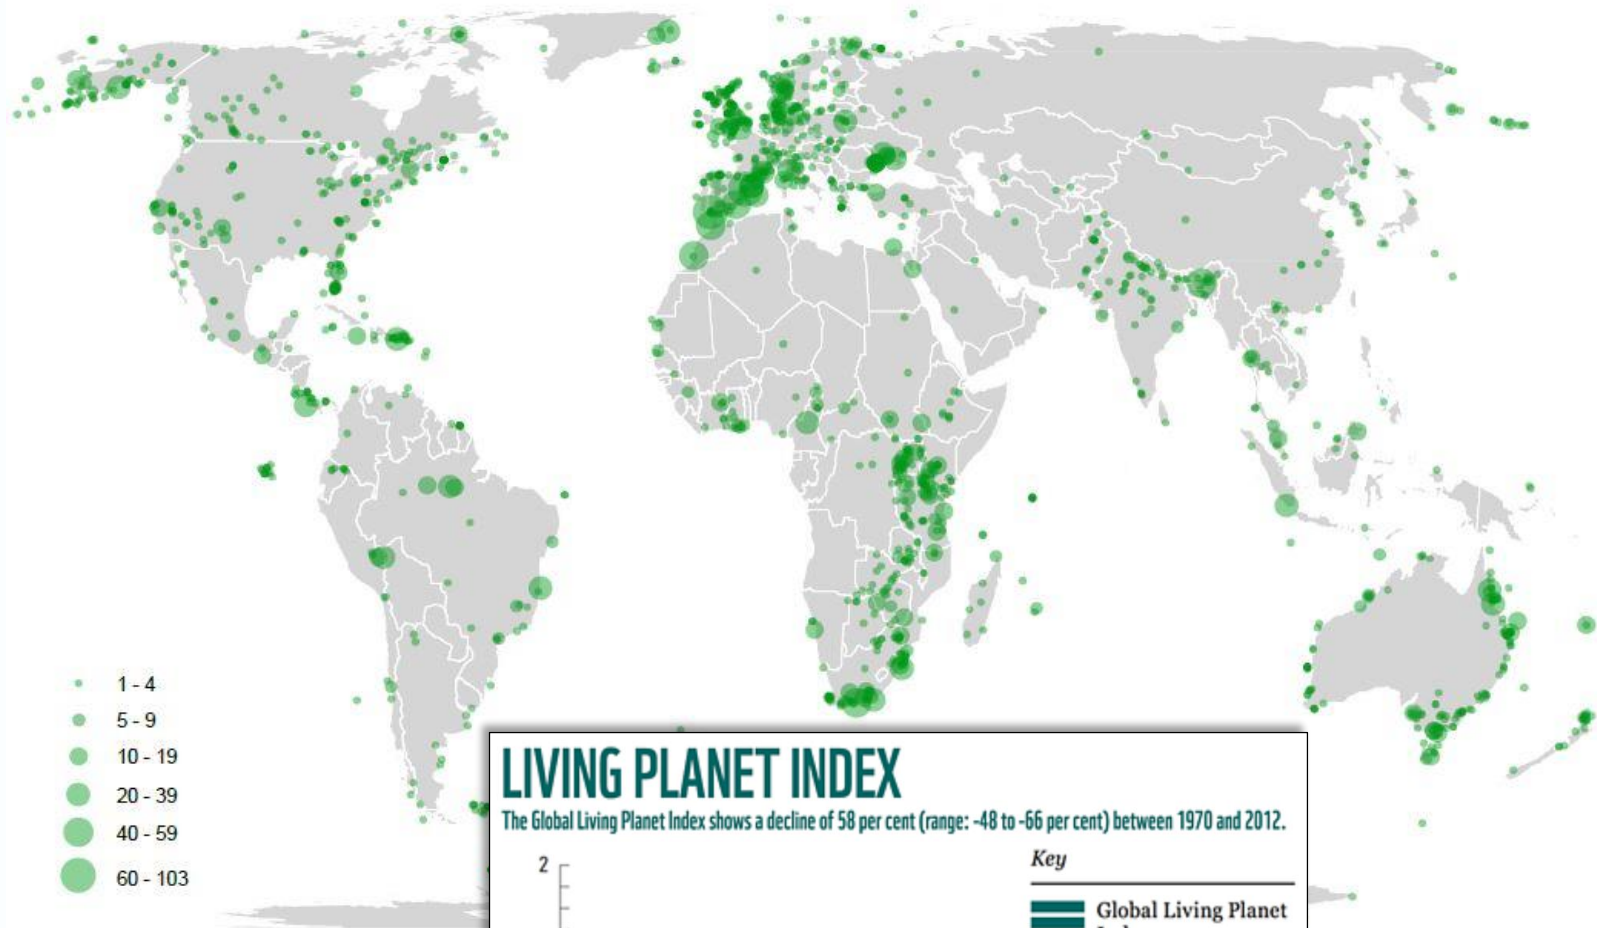 1 - 4
5 - 9
10 - 19
20 - 39
40 - 59
60 - 103
LIVING PLANET INDEX
The Global Living Planet Index shows a decline of 58 per cent (range: -48 to -66 per cent) between 1970 and 2012.
2
Key
Global Living Planet